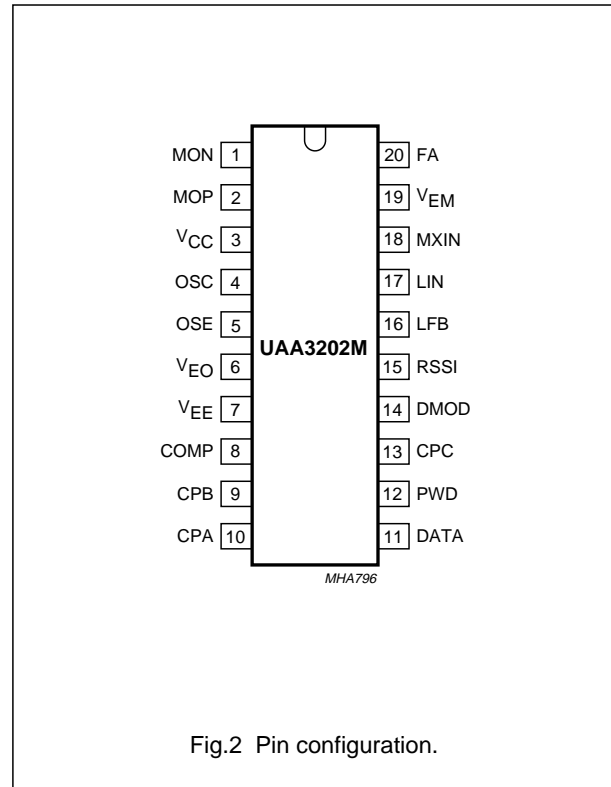 MON 1 20 FA
MOP 2 19 VEM
VCC 3 18 MXIN
OSC 4 17 LIN
OSE 5 16 LFB
UAA3202M
VEO 6 15 RSSI
VEE 7 14 DMOD
COMP 8 13 CPC
CPB 9 12 PWD
CPA 10 11 DATA
MHA796
Fig.2 Pin configuration.